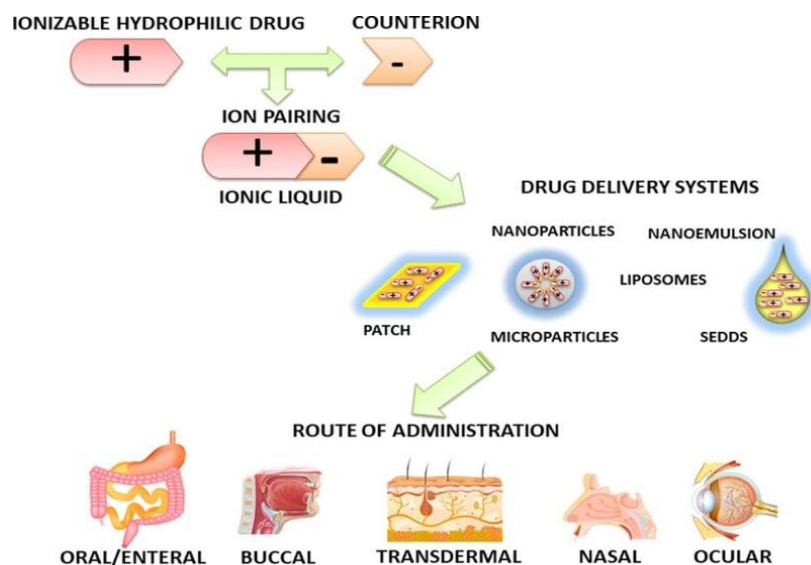 IONIZABLE HYDROPHILIC DRUG
COUNTERION
+
-
ION PAIRING
+ -
IONIC LIQUID
DRUG DELIVERY SYSTEMS
NANOPARTICLES
NANOEMULSION
LIPOSOMES
PATCH
MICROPARTICLES
SEDDS
ROUTE OF ADMINISTRATION
ORAL/ENTERAL
BUCCAL
TRANSDERMAL
NASAL
OCULAR